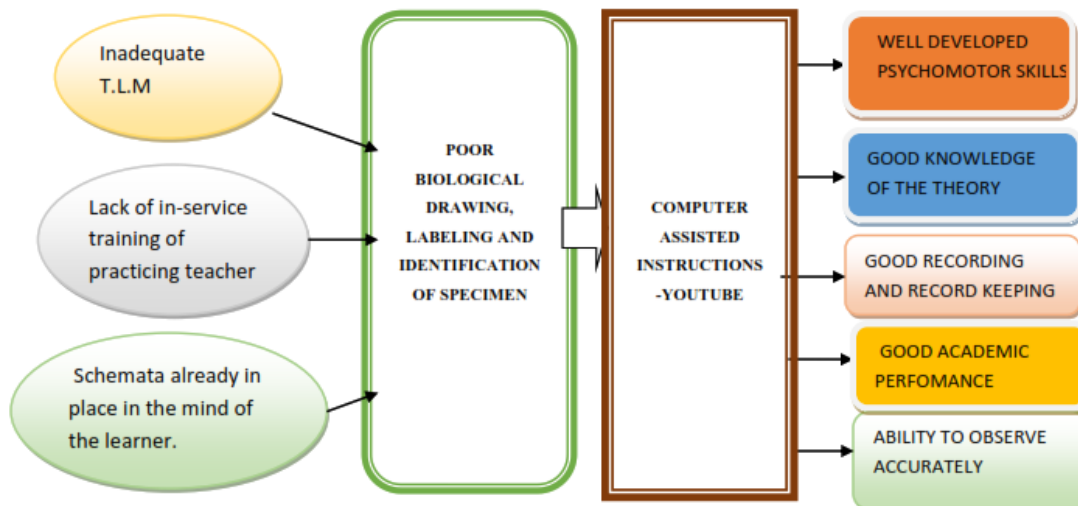 Inadequate
T.L.M
Lack of in-service
training of
practicing teacher
Schemata already in
place in the mind of
the learner.
POOR
BIOLOGICAL
DRAWING,
LABELING AND
IDENTIFICATION
OF SPECIMEN
COMPUTER
ASSISTED
INSTRUCTIONS
-YOUTUBE
WELL DEVELOPED
PSYCHOMOTOR SKILLS
GOOD KNOWLEDGE
OF THE THEORY
GOOD RECORDING
AND RECORD KEEPING
GOOD ACADEMIC
PERFOMANCE
ABILITY TO OBSERVE
ACCURATELY